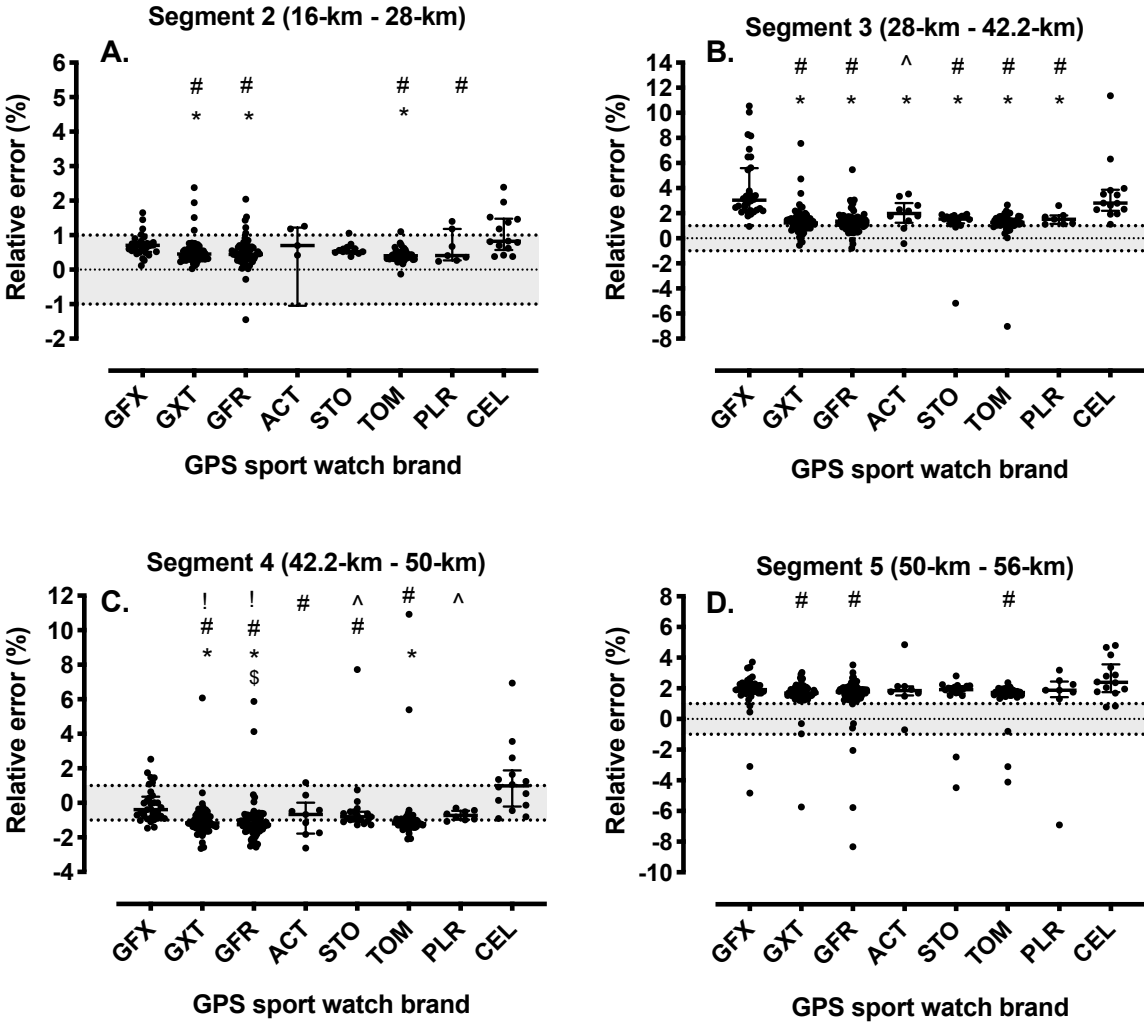 Segment 2 (16-km - 28-km)
A.
6
5
4
3
2
1
0
-1
-2
Relative error (%)
# # # #
* * *
GFX GXT GFR ACT STO TOM PLR CEL
GPS sport watch brand
Segment 3 (28-km - 42.2-km)
B.
14
12
10
8
6
4
2
0
-2
-4
-6
-8
Relative error (%)
# # ^ # # #
* * * * * *
GFX GXT GFR ACT STO TOM PLR CEL
GPS sport watch brand
Segment 4 (42.2-km - 50-km)
C.
12
10
8
6
4
2
0
-2
-4
Relative error (%)
! ! # ^ # ^
# # #
* * *
$
GFX GXT GFR ACT STO TOM PLR CEL
GPS sport watch brand
Segment 5 (50-km - 56-km)
D.
8
6
4
2
0
-2
-4
-6
-8
-10
Relative error (%)
# # #
GFX GXT GFR ACT STO TOM PLR CEL
GPS sport watch brand